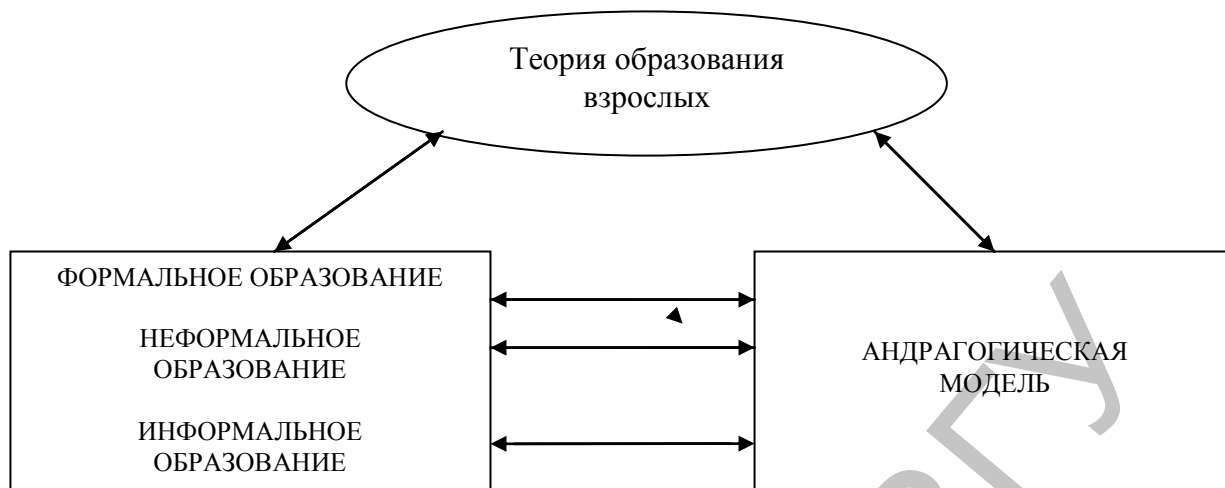 Теория образования
взрослых
ФОРМАЛЬНОЕ ОБРАЗОВАНИЕ
НЕФОРМАЛЬНОЕ
ОБРАЗОВАНИЕ
ИНФОРМАЛЬНОЕ
ОБРАЗОВАНИЕ
АНДРАГОГИЧЕСКАЯ
МОДЕЛЬ